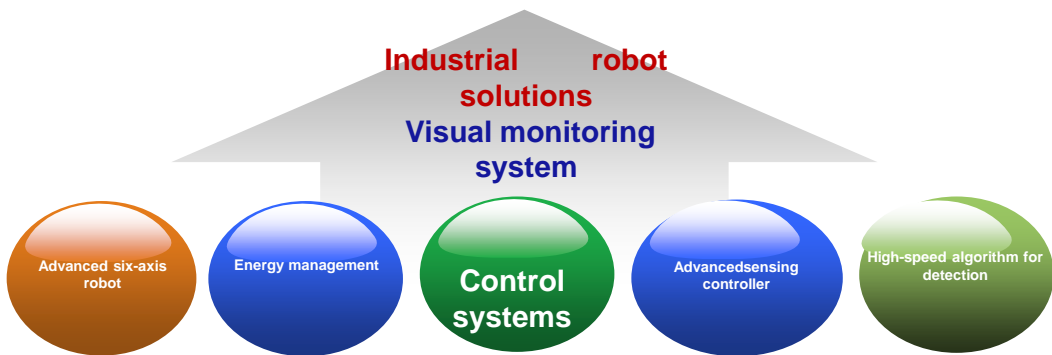 Industrial robot
solutions
Visual monitoring
system
Advanced six-axis
robot
Energy management
Control
systems
Advancedsensing
controller
High-speed algorithm for
detection